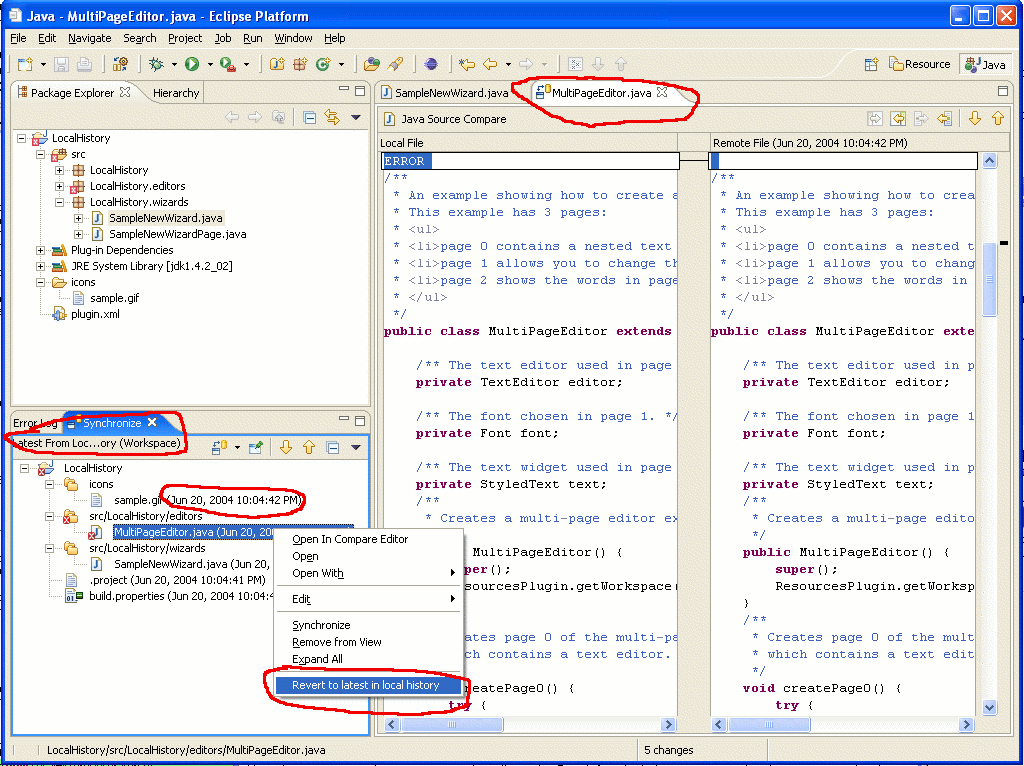 Java - MultiPageEditor.java - Eclipse Platform
File Edit Navigate Search Project Job Run Window Help
Resource Java
Package Explorer Hierarchy
LocalHistory
src
LocalHistory
LocalHistory.editors
LocalHistory.wizards
SampleNewWizard.java
SampleNewWizardPage.java
Plug-in Dependencies
JRE System Library [jdk1.4.2_02]
icons
sample.gif
plugin.xml
Error Log Synchronize
atest From Loc...ory (Workspace)
LocalHistory
icons
sample.gif (Jun 20, 2004 10:04:42 PM)
src/LocalHistory/editors
MultiPageEditor.java (Jun 20, 200
src/LocalHistory/wizards
SampleNewWizard.java (Jun 20,
.project (Jun 20, 2004 10:04:41 PM)
build.properties (Jun 20, 2004 10:04:4
Open In Compare Editor
Open
Open With
Edit
Synchronize
Remove from View
Expand All
Revert to latest in local history
SampleNewWizard.java MultiPageEditor.java
Java Source Compare
Local File
ERROR
/**
* An example showing how to create a
* This example has 3 pages:
* <ul>
* <li>page 0 contains a nested text
* <li>page 1 allows you to change th
* <li>page 2 shows the words in page
* </ul>
*/
public class MultiPageEditor extends
/** The text editor used in page
private TextEditor editor;
/** The font chosen in page 1. */
private Font font;
/** The text widget used in page
private StyledText text;
/**
* Creates a multi-page editor ex
MultiPageEditor() {
per();
sourcesPlugin.getWorkspace(
ates page 0 of the multi-pa
ich contains a text editor.
eatePage0() {
try {
Remote File (Jun 20, 2004 10:04:42 PM)
/**
* An example showing how to crea
* This example has 3 pages:
* <ul>
* <li>page 0 contains a nested t
* <li>page 1 allows you to chang
* <li>page 2 shows the words in
* </ul>
*/
public class MultiPageEditor exte
/** The text editor used in p
private TextEditor editor;
/** The font chosen in page 1
private Font font;
/** The text widget used in p
private StyledText text;
/**
* Creates a multi-page edito
*/
public MultiPageEditor() {
super();
ResourcesPlugin.getWorksp
}
/**
* Creates page 0 of the mult
* which contains a text edit
*/
void createPage0() {
try {
LocalHistory/src/LocalHistory/editors/MultiPageEditor.java
5 changes